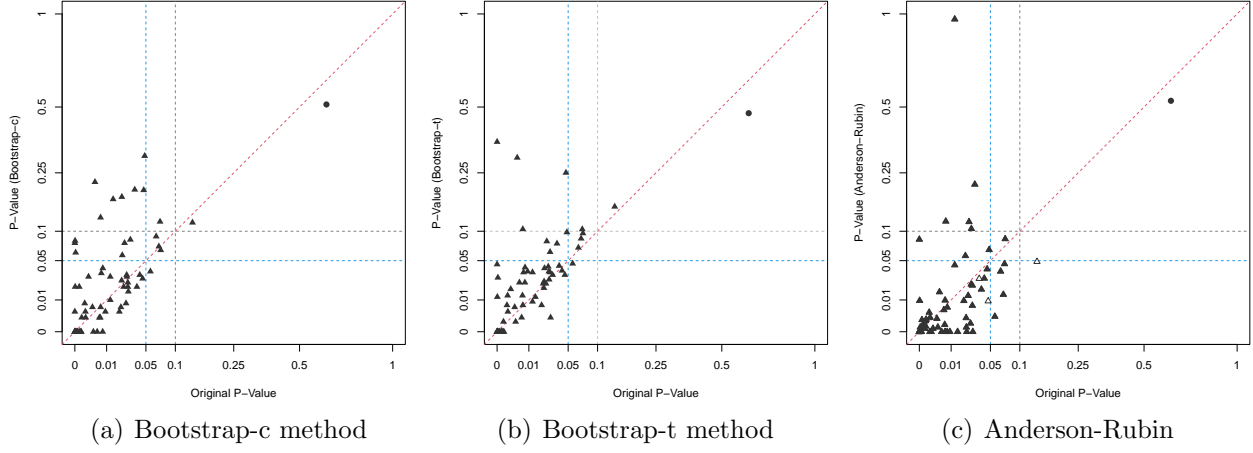 P−Value (Bootstrap−c)
1
0.5
0.25
0.1
0.05
0.01
0
0 0.01 0.05 0.1 0.25 0.5 1
Original P−Value
(a) Bootstrap-c method
P−Value (Bootstrap−t)
1
0.5
0.25
0.1
0.05
0.01
0
0 0.01 0.05 0.1 0.25 0.5 1
Original P−Value
(b) Bootstrap-t method
P−Value (Anderson−Rubin)
1
0.5
0.25
0.1
0.05
0.01
0
0 0.01 0.05 0.1 0.25 0.5 1
Original P−Value
(c) Anderson-Rubin